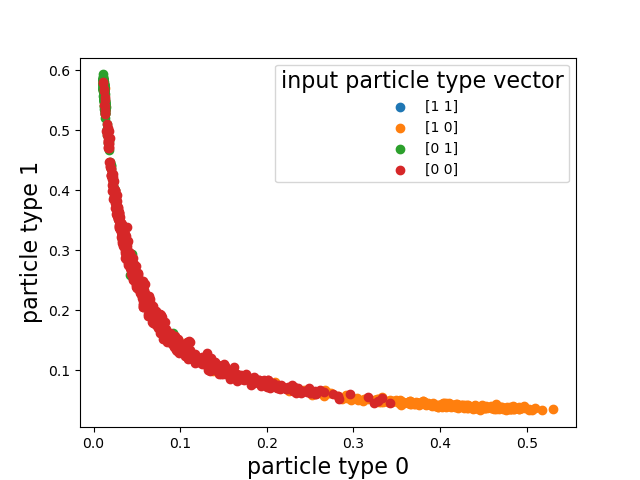 0.6
0.5
0.4
0.3
0.2
0.1
particle type 1
input particle type vector
[1 1]
[1 0]
[0 1]
[0 0]
0.0 0.1 0.2 0.3 0.4 0.5
particle type 0